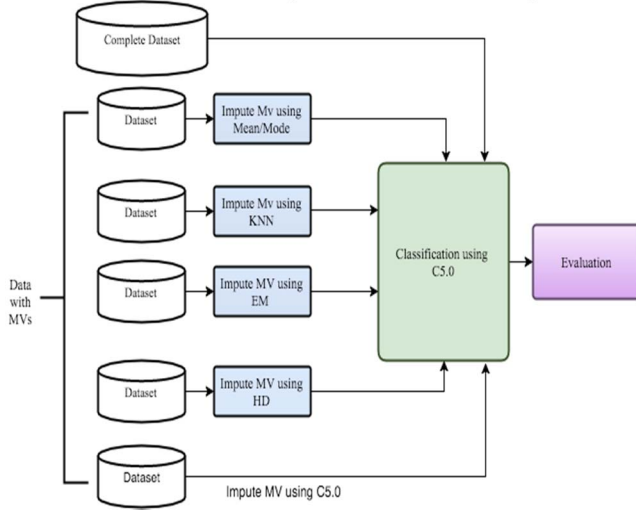 Complete Dataset
Dataset
Impute Mv using
Mean/Mode
Dataset
Impute Mv using
KNN
Classification using
C5.0
Evaluation
Data
with
MVs
Dataset
Impute MV using
EM
Dataset
Impute MV using
HD
Dataset
Impute MV using C5.0